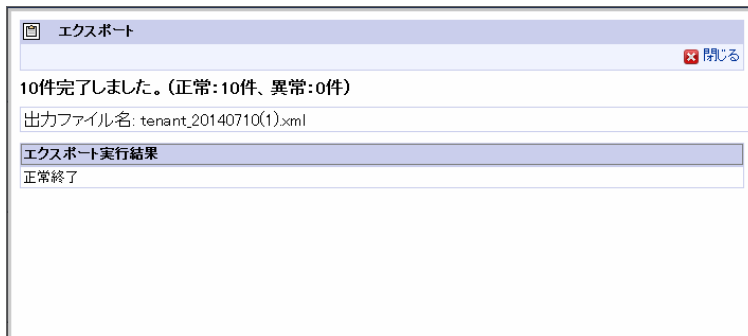 エクスポート
閉じる
10件完了しました。(正常:10件、異常:0件)
出力ファイル名: tenant_20140710(1).xml
エクスポート実行結果
正常終了